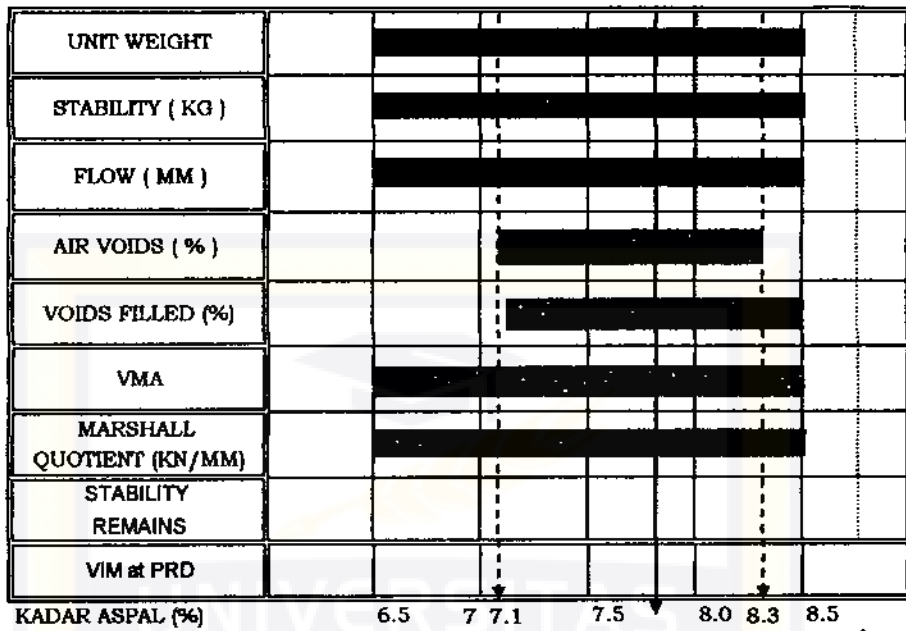 UNIT WEIGHT
STABILITY ( KG )
FLOW ( MM )
AIR VOIDS ( % )
VOIDS FILLED (%)
VMA
MARSHALL
QUOTIENT (KN/MM)
STABILITY
REMAINS
VIM at PRD
KADAR ASPAL (%) 6.5 7 7.1 7.5 8.0 8.3 8.5
UNIVERSITAS